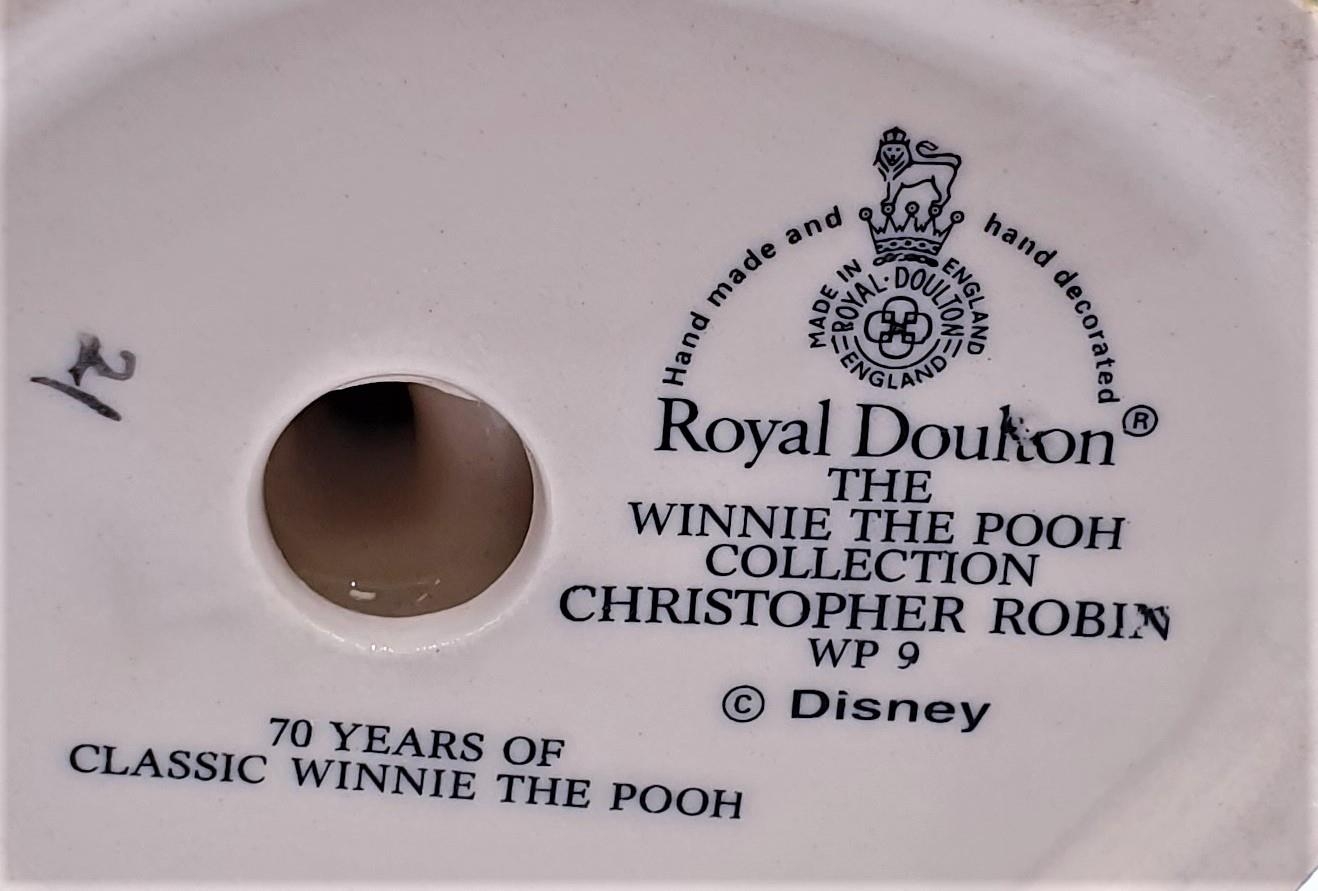 Hand made and hand decorated
MADE IN ENGLAND
ROYAL · DOULTON
ENGLAND
Royal Doulton®
THE
WINNIE THE POOH
COLLECTION
CHRISTOPHER ROBIN
WP 9
© Disney
70 YEARS OF
CLASSIC WINNIE THE POOH